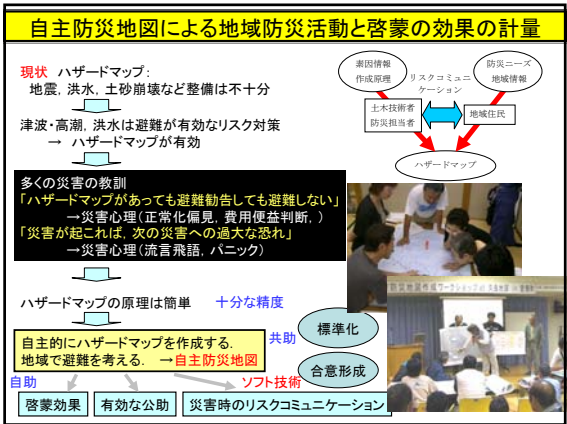 自主防災地図による地域防災活動と啓蒙の効果の計量
現状 ハザードマップ：
地震，洪水，土砂崩壊など整備は不十分
津波・高潮，洪水は避難が有効なリスク対策
→ ハザードマップが有効
多くの災害の教訓
「ハザードマップがあっても避難勧告しても避難しない」
→災害心理（正常化偏見，費用便益判断，）
「災害が起これば，次の災害への過大な恐れ」
→災害心理（流言飛語，パニック）
ハザードマップの原理は簡単 十分な精度
自主的にハザードマップを作成する．
地域で避難を考える． →自主防災地図
共助
標準化
合意形成
自助
ソフト技術
啓蒙効果
有効な公助
災害時のリスクコミュニケーション
素因情報
作成原理
リスクコミュニ
ケーション
防災ニーズ
地域情報
土木技術者
防災担当者
地域住民
ハザードマップ
防災地図作成ワークショップ